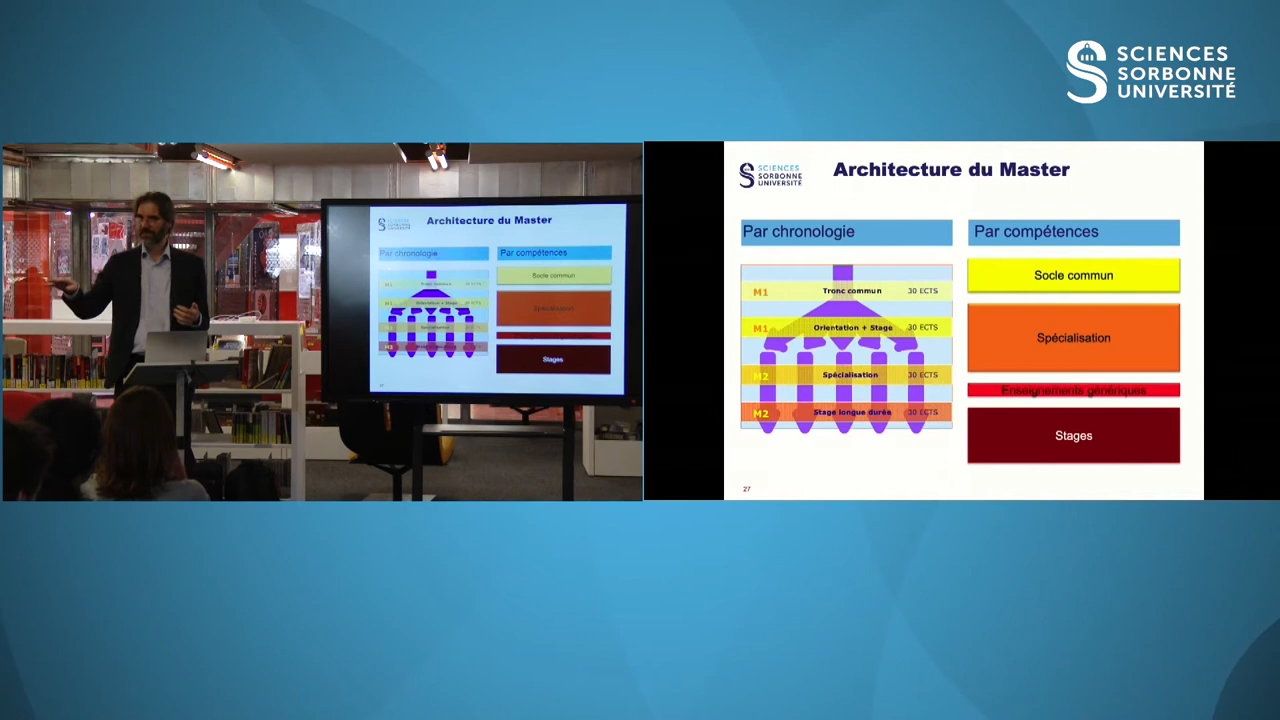 SCIENCES
SORBONNE
UNIVERSITÉ
SCIENCES
SORBONNE
UNIVERSITÉ
Architecture du Master
Par chronologie
Par compétences
M1 Tronc commun 30 ECTS
M1 Orientation + Stage 30 ECTS
M2 Spécialisation 30 ECTS
M2 Stage longue durée 30 ECTS
Socle commun
Spécialisation
Enseignements génériques
Stages
27
Architecture du Master
Par chronologie
Par compétences
Socle commun
Spécialisation
Stages